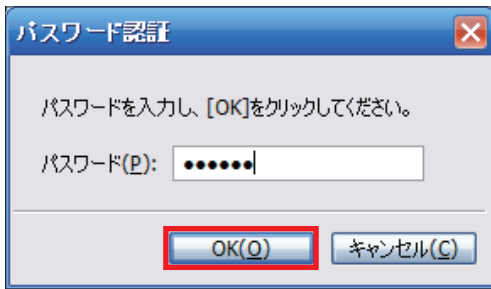 パスワード認証
パスワードを入力し、[OK]をクリックしてください。
パスワード(P): ●●●●●●
OK(O) キャンセル(C)